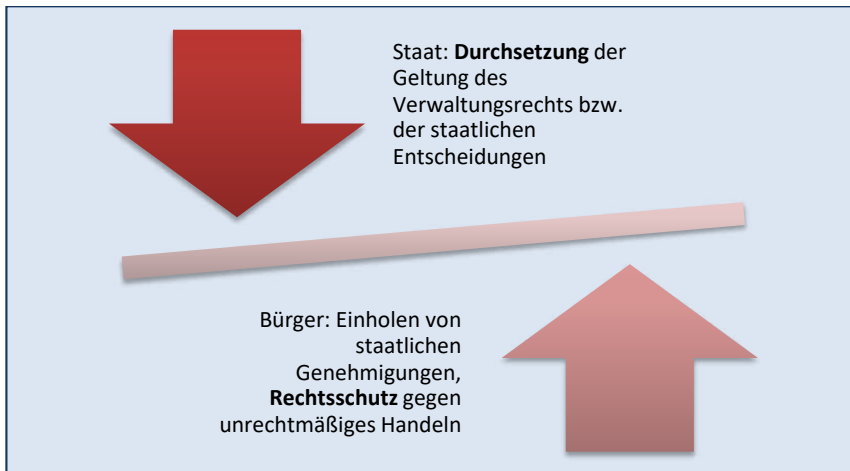 Staat: Durchsetzung der
Geltung des
Verwaltungsrechts bzw.
der staatlichen
Entscheidungen
Bürger: Einholen von
staatlichen
Genehmigungen,
Rechtsschutz gegen
unrechtmäßiges Handeln